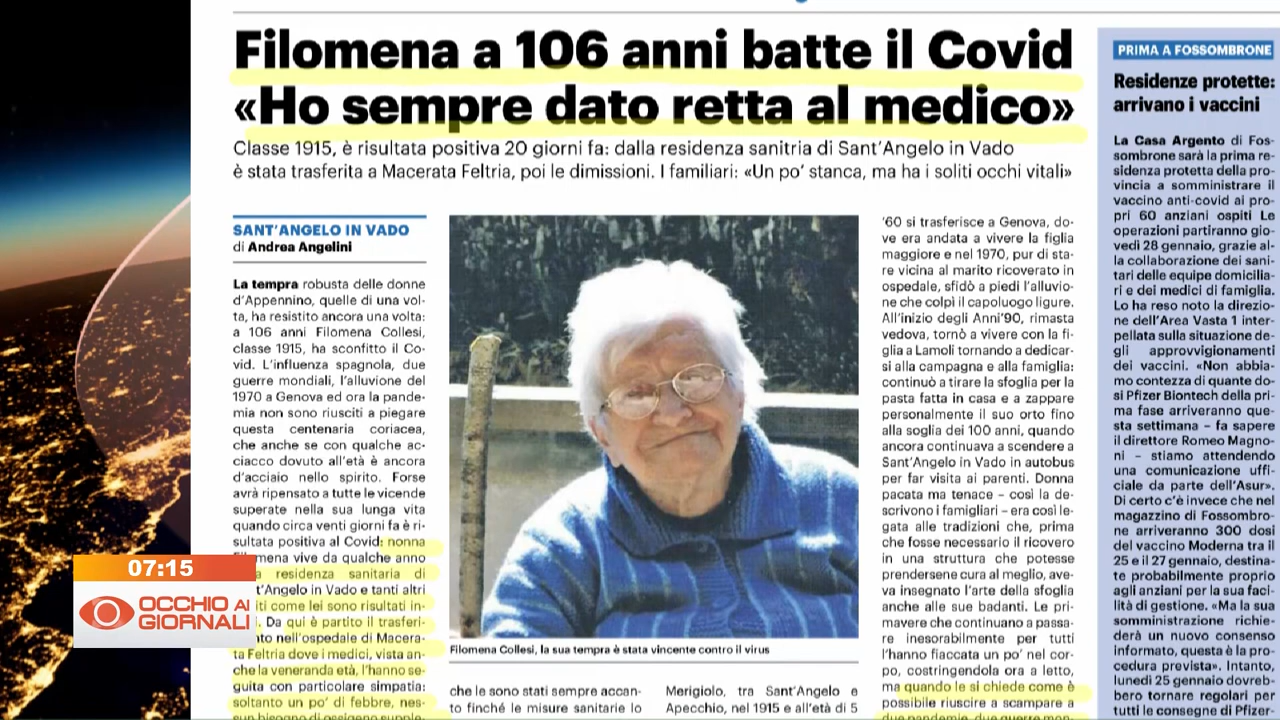 Filomena a 106 anni batte il Covid
«Ho sempre dato retta al medico»
Classe 1915, è risultata positiva 20 giorni fa: dalla residenza sanitria di Sant'Angelo in Vado
è stata trasferita a Macerata Feltria, poi le dimissioni. I familiari: «Un po' stanca, ma ha i soliti occhi vitali»
SANT'ANGELO IN VADO
di Andrea Angelini
La tempra robusta delle donne
d'Appennino, quelle di una vol-
ta, ha resistito ancora una volta:
a 106 anni Filomena Collesi,
classe 1915, ha sconfitto il Co-
vid. L'influenza spagnola, due
guerre mondiali, l'alluvione del
1970 a Genova ed ora la pande-
mia non sono riusciti a piegare
questa centenaria coriacea,
che anche se con qualche ac-
ciacco dovuto all'età è ancora
d'acciaio nello spirito. Forse
avrà ripensato a tutte le vicende
superate nella sua lunga vita
quando circa venti giorni fa è ri-
sultata positiva al Covid: nonna
mena vive da qualche anno
residenza sanitaria di
t'Angelo in Vado e tanti altri
iti come lei sono risultati in-
. Da qui è partito il trasferi-
nto nell'ospedale di Macera-
ta Feltria dove i medici, vista an-
che la veneranda età, l'hanno se-
guita con particolare simpatia:
soltanto un po' di febbre, nes-
sun bisogno di ossigeno supple-
Filomena Collesi, la sua tempra è stata vincente contro il virus
che le sono stati sempre accan-
to finché le misure sanitarie lo
Merigiolo, tra Sant'Angelo e
Apecchio, nel 1915 e all'età di 5
'60 si trasferisce a Genova, do-
ve era andata a vivere la figlia
maggiore e nel 1970, pur di sta-
re vicina al marito ricoverato in
ospedale, sfidò a piedi l'alluvio-
ne che colpì il capoluogo ligure.
All'inizio degli Anni'90, rimasta
vedova, tornò a vivere con la fi-
glia a Lamoli tornando a dedicar-
si alla campagna e alla famiglia:
continuò a tirare la sfoglia per la
pasta fatta in casa e a zappare
personalmente il suo orto fino
alla soglia dei 100 anni, quando
ancora continuava a scendere a
Sant'Angelo in Vado in autobus
per far visita ai parenti. Donna
pacata ma tenace – così la de-
scrivono i famigliari – era così le-
gata alle tradizioni che, prima
che fosse necessario il ricovero
in una struttura che potesse
prendersene cura al meglio, ave-
va insegnato l'arte della sfoglia
anche alle sue badanti. Le pri-
mavere che continuano a passa-
re inesorabilmente per tutti
l'hanno fiaccata un po' nel cor-
po, costringendola ora a letto,
ma quando le si chiede come è
possibile riuscire a scampare a
due pandemie, due guerre mon-
PRIMA A FOSSOMBRONE
Residenze protette:
arrivano i vaccini
La Casa Argento di Fos-
sombrone sarà la prima re-
sidenza protetta della pro-
vincia a somministrare il
vaccino anti-covid ai pro-
pri 60 anziani ospiti Le
operazioni partiranno gio-
vedì 28 gennaio, grazie al-
la collaborazione dei sani-
tari delle equipe domicilia-
ri e dei medici di famiglia.
Lo ha reso noto la direzio-
ne dell'Area Vasta 1 inter-
pellata sulla situazione de-
gli approvvigionamenti
dei vaccini. «Non abbia-
mo contezza di quante do-
si Pfizer Biontech della pri-
ma fase arriveranno que-
sta settimana – fa sapere
il direttore Romeo Magno-
ni – stiamo attendendo
una comunicazione uffi-
ciale da parte dell'Asur».
Di certo c'è invece che nel
magazzino di Fossombro-
ne arriveranno 300 dosi
del vaccino Moderna tra il
25 e il 27 gennaio, destina-
te probabilmente proprio
agli anziani per la sua faci-
lità di gestione. «Ma la sua
somministrazione richie-
derà un nuovo consenso
informato, questa è la pro-
cedura prevista». Intanto,
lunedì 25 gennaio dovreb-
bero tornare regolari per
tutti le consegne di Pfizer-
07:15
OCCHIO AI
GIORNALI